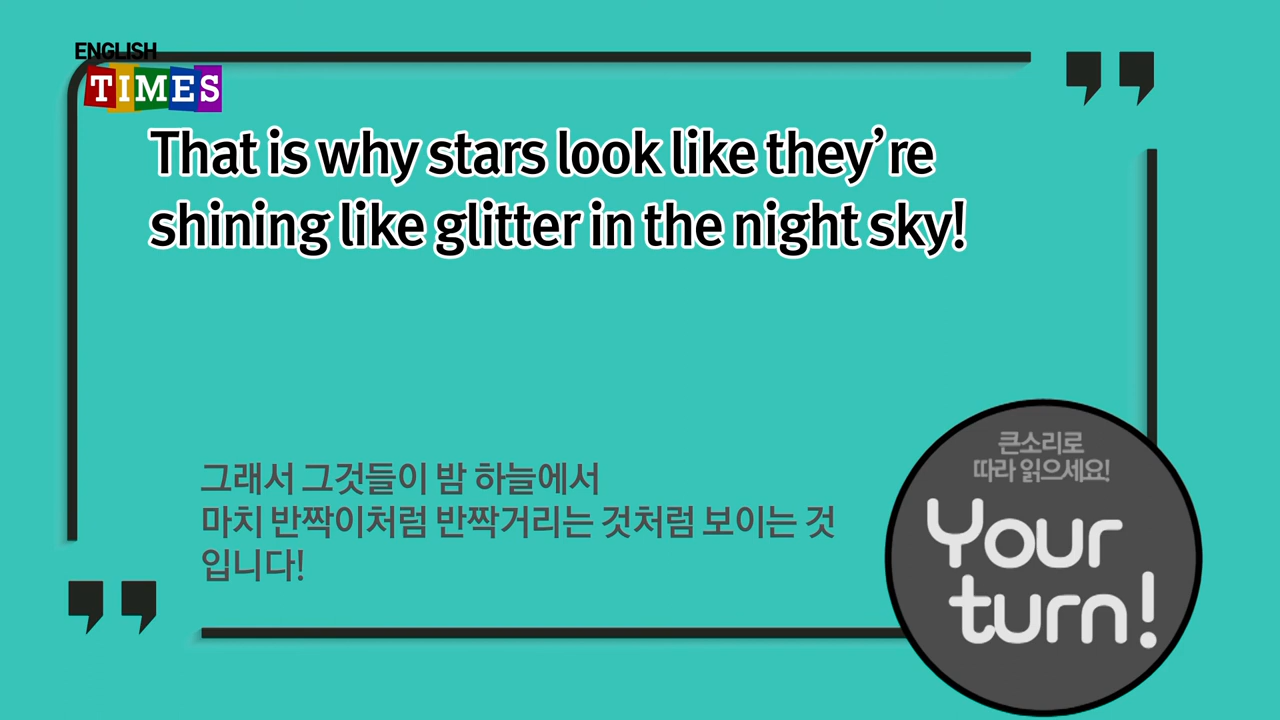 ENGLISH
TIMES
That is why stars look like they’re
shining like glitter in the night sky!
그래서 그것들이 밤 하늘에서
마치 반짝이처럼 반짝거리는 것처럼 보이는 것
입니다!
큰소리로
따라 읽으세요!
Your
turn!